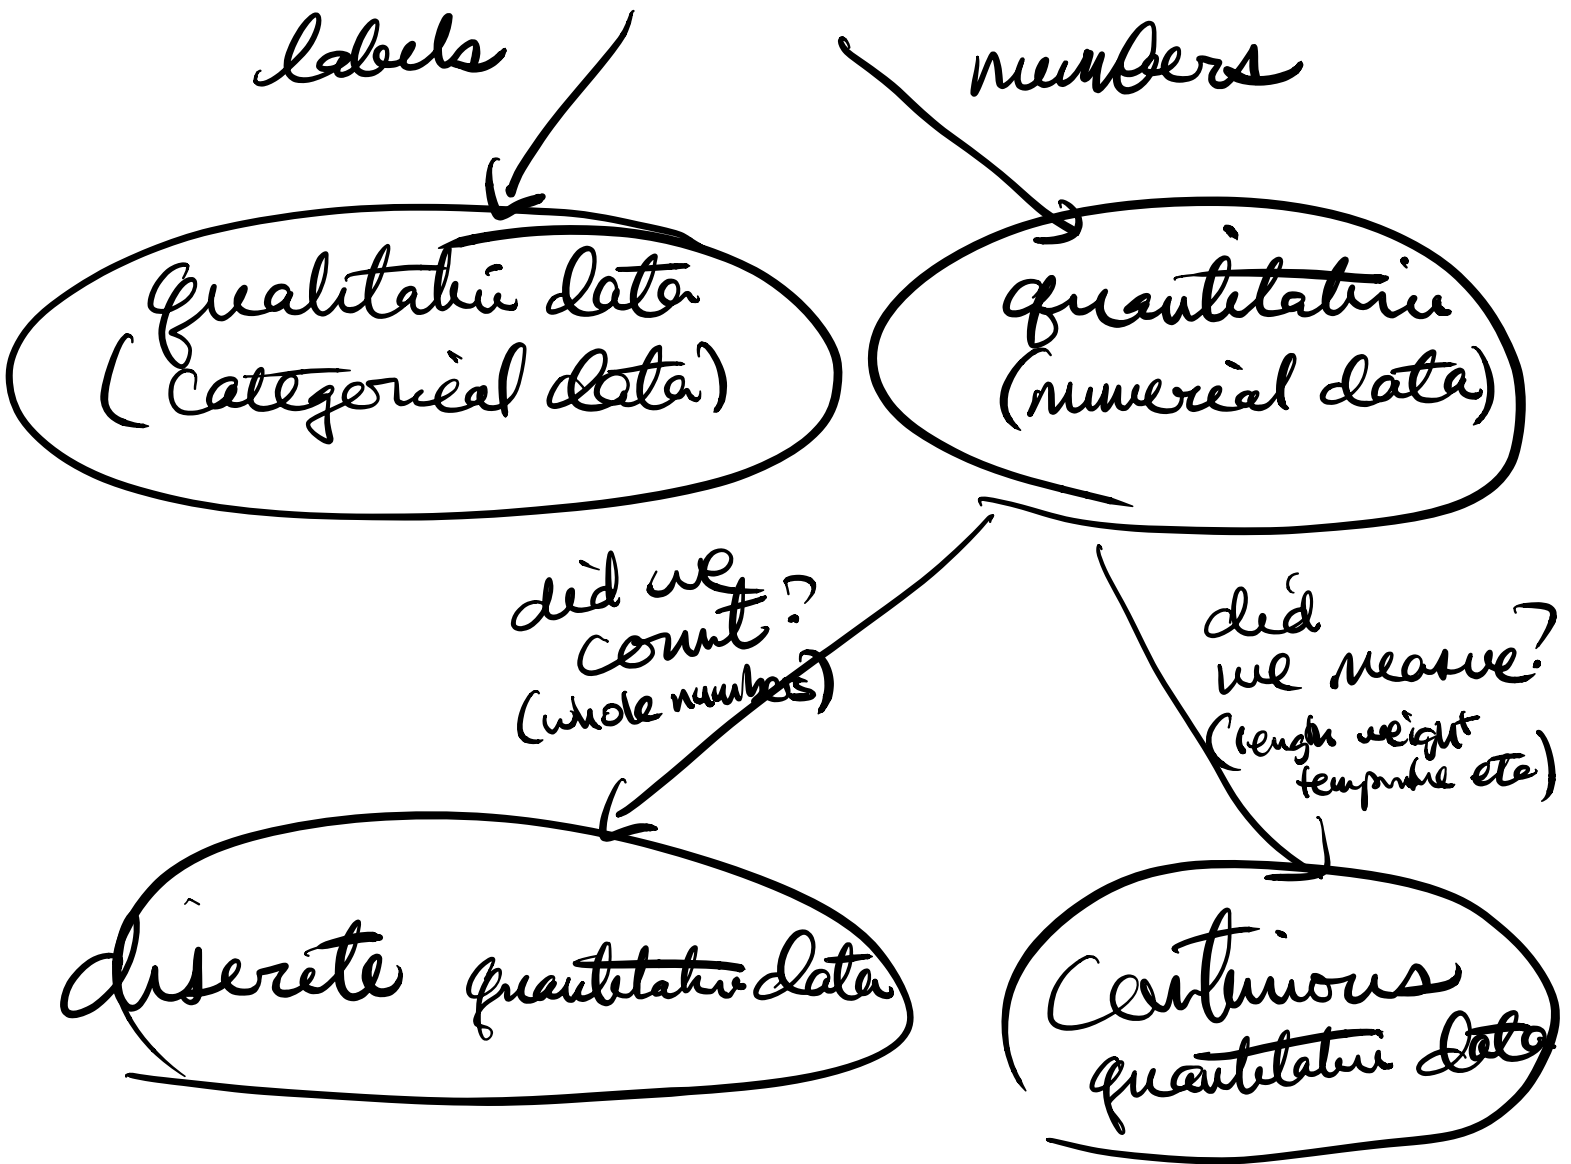 labels
numbers
qualitative data
(categorical data)
quantitative
(numerical data)
did we
count?
(whole numbers)
did
we measure?
(length weight
temperature etc)
discrete quantitative data
Continuous
quantitative data